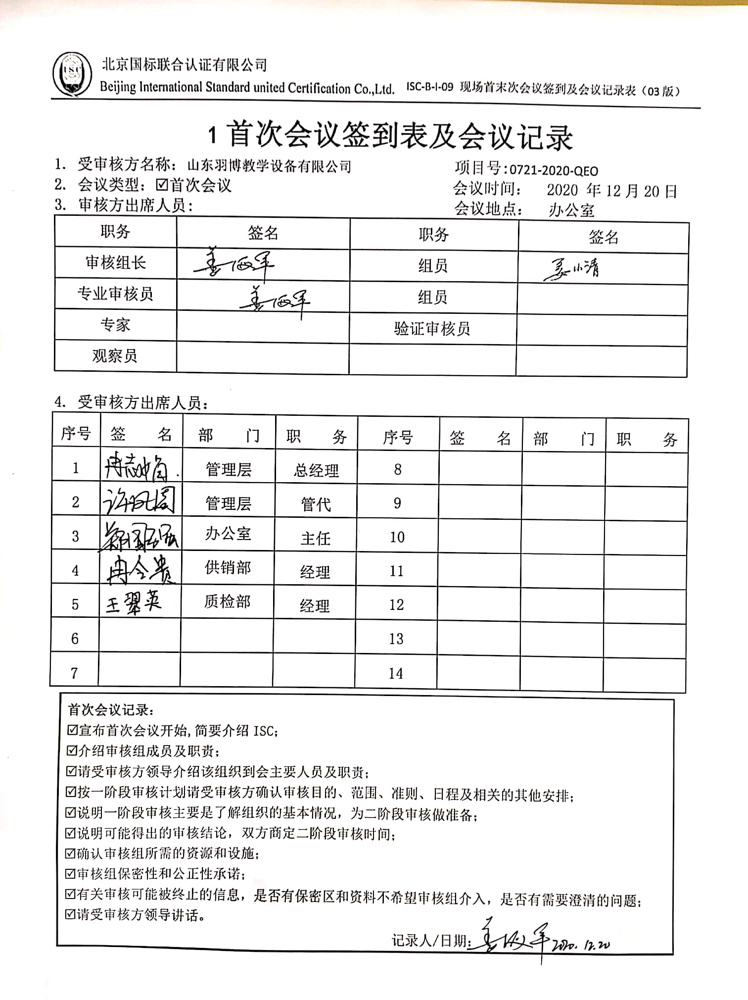 ISC
北京国标联合认证有限公司
Beijing International Standard united Certification Co.,Ltd. ISC-B-I-09 现场首末次会议签到及会议记录表（03版）
1 首次会议签到表及会议记录
1. 受审核方名称：山东羽博教学设备有限公司 项目号:0721-2020-QEO
2. 会议类型：☑首次会议 会议时间： 2020 年 12 月 20 日
3. 审核方出席人员： 会议地点： 办公室
职务 签名 职务 签名
审核组长 姜海军 组员 姜小清
专业审核员 姜海军 组员
专家 验证审核员
观察员
4. 受审核方出席人员：
序号 签 名 部 门 职 务 序号 签 名 部 门 职 务
1 管理层 总经理 8
2 管理层 管代 9
3 办公室 主任 10
4 冉令贵 供销部 经理 11
5 王翠英 质检部 经理 12
6 13
7 14
首次会议记录：
☑宣布首次会议开始,简要介绍 ISC；
☑介绍审核组成员及职责；
☑请受审核方领导介绍该组织到会主要人员及职责；
☑按一阶段审核计划请受审核方确认审核目的、范围、准则、日程及相关的其他安排；
☑说明一阶段审核主要是了解组织的基本情况，为二阶段审核做准备；
☑说明可能得出的审核结论，双方商定二阶段审核时间；
☑确认审核组所需的资源和设施；
☑审核组保密性和公正性承诺；
☑有关审核可能被终止的信息，是否有保密区和资料不希望审核组介入，是否有需要澄清的问题；
☑请受审核方领导讲话。
记录人/日期：姜海军 2020.12.20